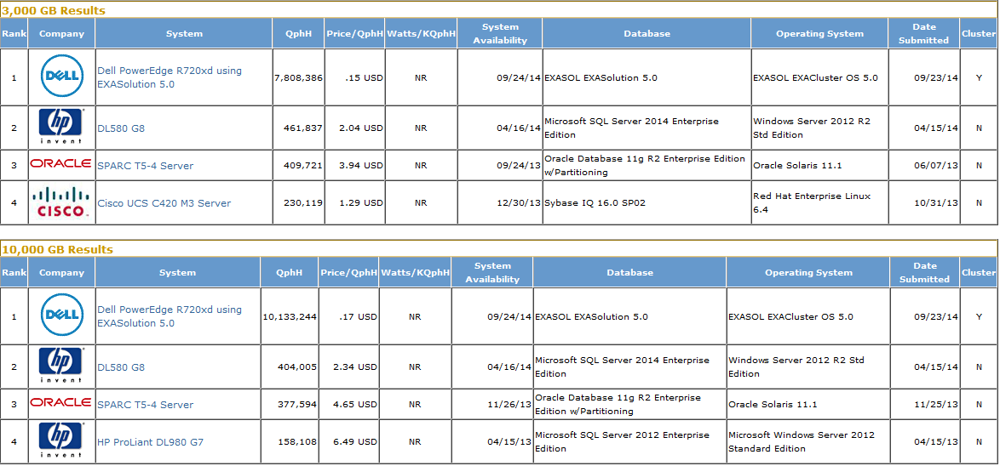 3,000 GB Results
Rank Company System QphH Price/QphH Watts/KQphH System Availability Database Operating System Date Submitted Cluster
1 DELL Dell PowerEdge R720xd using EXASolution 5.0 7,808,386 .15 USD NR 09/24/14 EXASOL EXASolution 5.0 EXASOL EXACluster OS 5.0 09/23/14 Y
2 hp invent DL580 G8 461,837 2.04 USD NR 04/16/14 Microsoft SQL Server 2014 Enterprise Edition Windows Server 2012 R2 Std Edition 04/15/14 N
3 ORACLE SPARC T5-4 Server 409,721 3.94 USD NR 09/24/13 Oracle Database 11g R2 Enterprise Edition w/Partitioning Oracle Solaris 11.1 06/07/13 N
4 CISCO. Cisco UCS C420 M3 Server 230,119 1.29 USD NR 12/30/13 Sybase IQ 16.0 SP02 Red Hat Enterprise Linux 6.4 10/31/13 N
10,000 GB Results
Rank Company System QphH Price/QphH Watts/KQphH System Availability Database Operating System Date Submitted Cluster
1 DELL Dell PowerEdge R720xd using EXASolution 5.0 10,133,244 .17 USD NR 09/24/14 EXASOL EXASolution 5.0 EXASOL EXACluster OS 5.0 09/23/14 Y
2 hp invent DL580 G8 404,005 2.34 USD NR 04/16/14 Microsoft SQL Server 2014 Enterprise Edition Windows Server 2012 R2 Std Edition 04/15/14 N
3 ORACLE SPARC T5-4 Server 377,594 4.65 USD NR 11/26/13 Oracle Database 11g R2 Enterprise Edition w/Partitioning Oracle Solaris 11.1 11/25/13 N
4 hp invent HP ProLiant DL980 G7 158,108 6.49 USD NR 04/15/13 Microsoft SQL Server 2012 Enterprise Edition Microsoft Windows Server 2012 Standard Edition 04/15/13 N